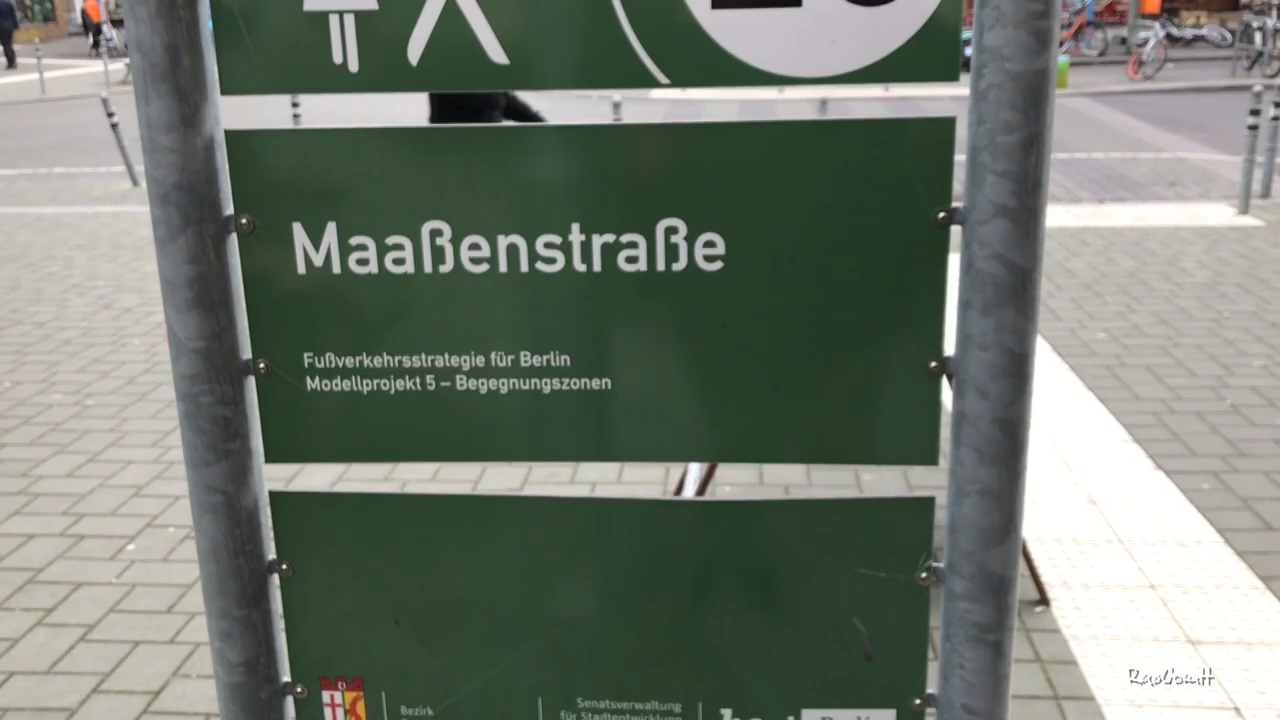 Maaßenstraße
Fußverkehrsstrategie für Berlin
Modellprojekt 5 – Begegnungszonen
Bezirk
Senatsverwaltung
für Stadtentwicklung